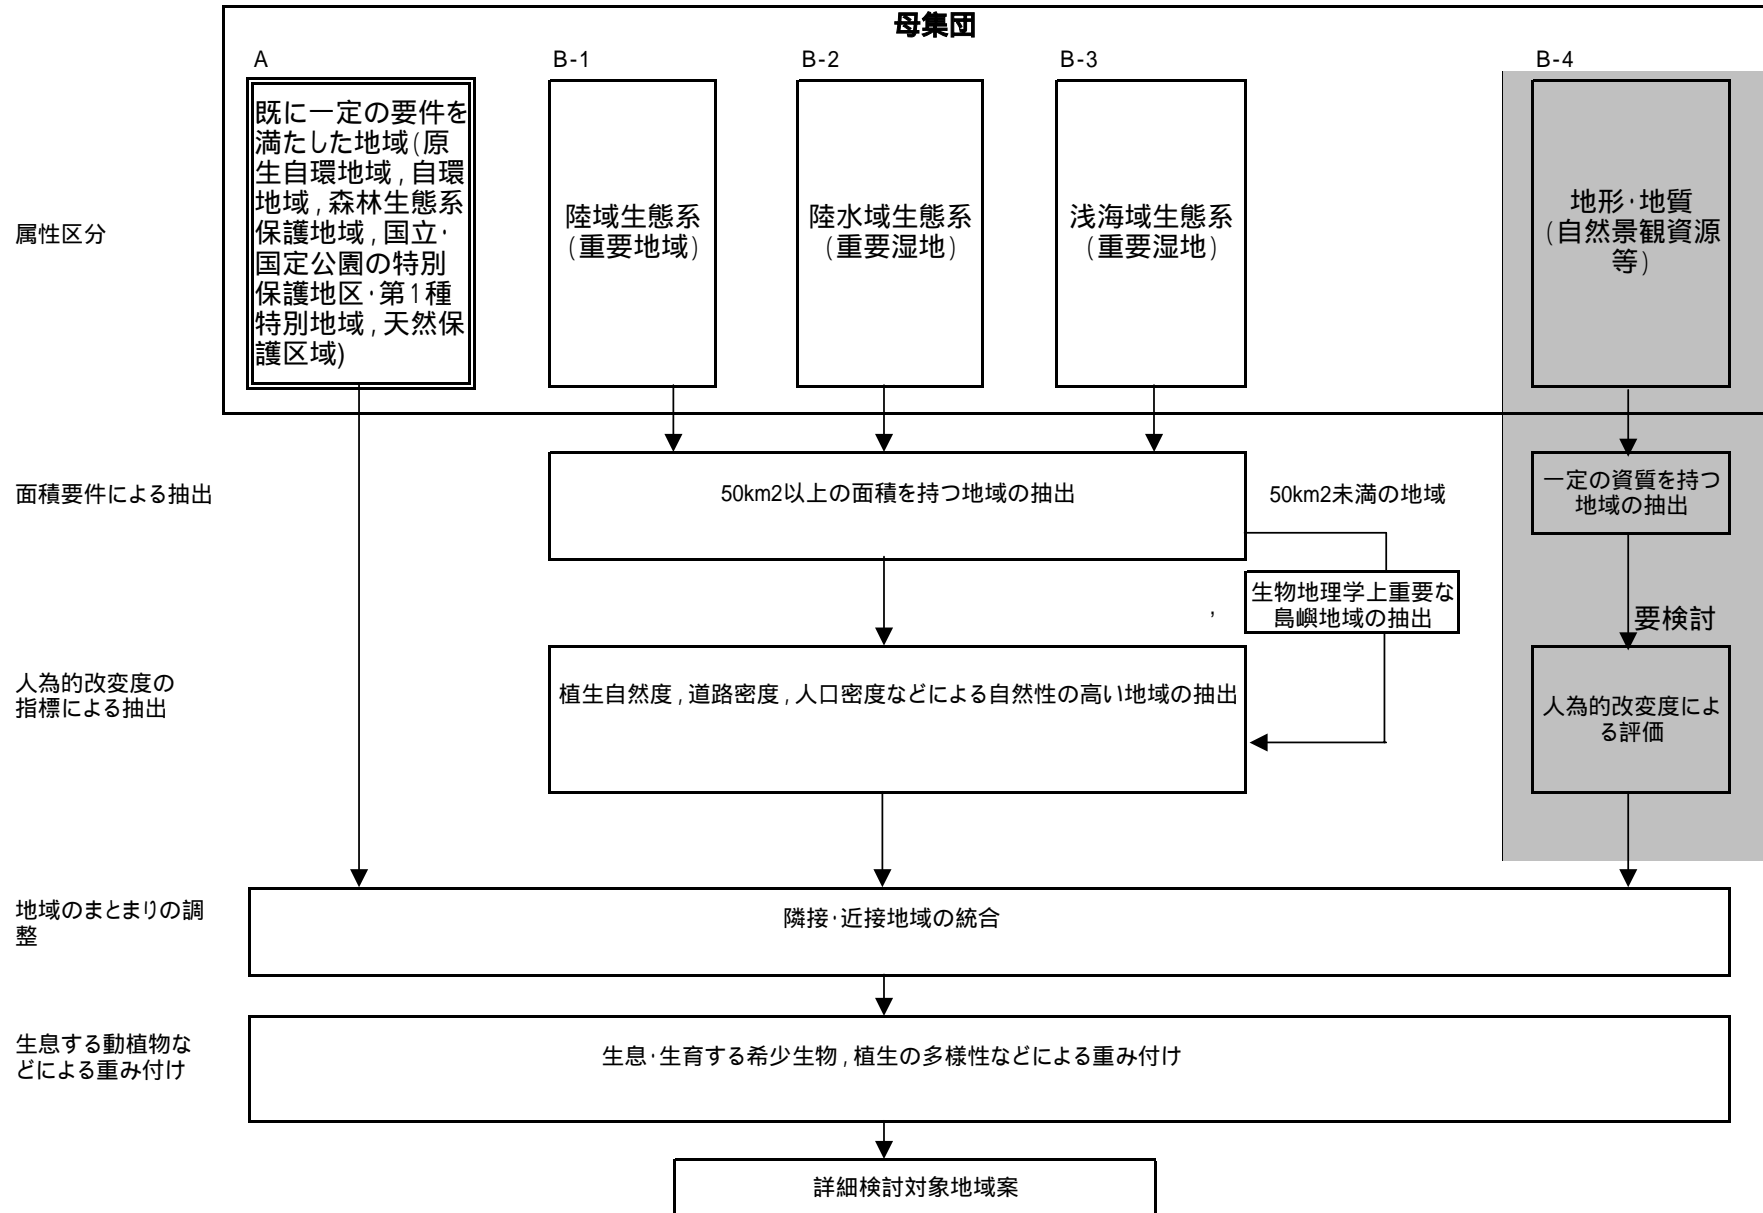 母集団
A
B-1
B-2
B-3
B-4
属性区分
既に一定の要件を
満たした地域(原
生自環地域,自環
地域,森林生態系
保護地域,国立·
国定公園の特別
保護地区·第1種
特別地域,天然保
護区域)
陸域生態系
(重要地域)
陸水域生態系
(重要湿地)
浅海域生態系
(重要湿地)
地形·地質
(自然景観資源
等)
面積要件による抽出
50km2以上の面積を持つ地域の抽出
50km2未満の地域
一定の資質を持つ
地域の抽出
,
生物地理学上重要な
島嶼地域の抽出
要検討
人為的改変度の
指標による抽出
植生自然度,道路密度,人口密度などによる自然性の高い地域の抽出
人為的改変度によ
る評価
地域のまとまりの調
整
隣接·近接地域の統合
生息する動植物な
どによる重み付け
生息·生育する希少生物,植生の多様性などによる重み付け
詳細検討対象地域案